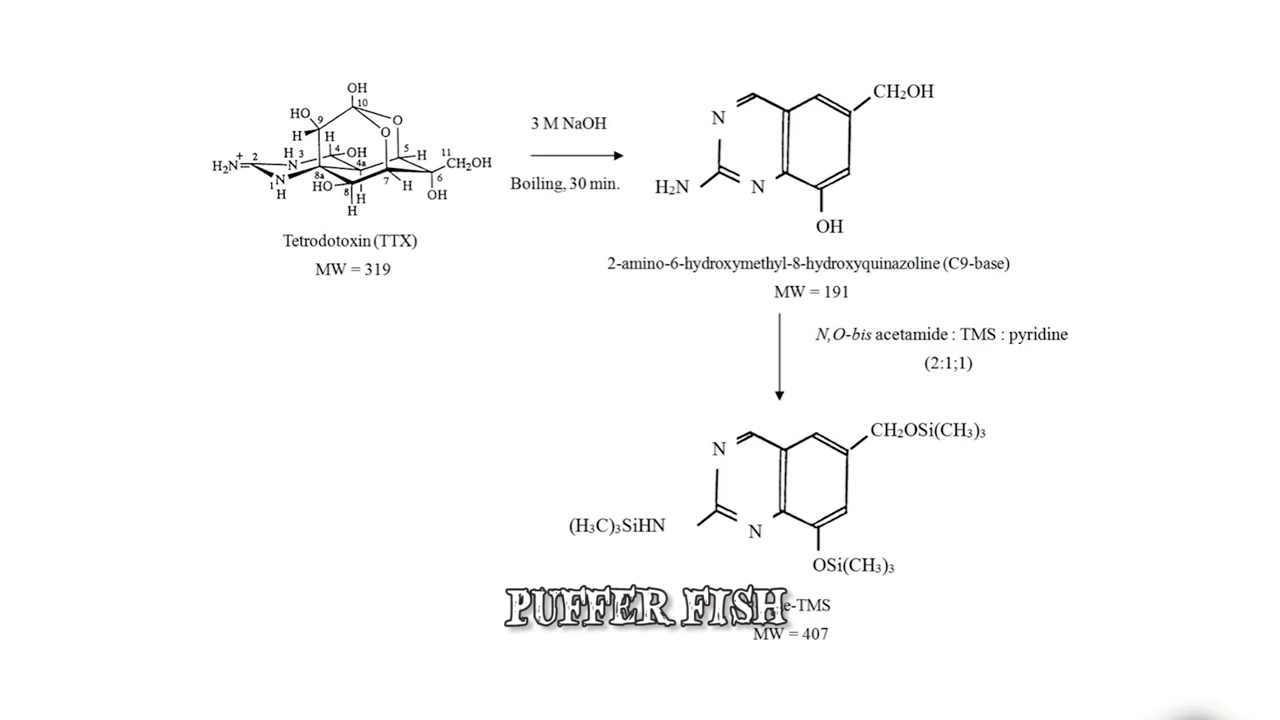 OH
10
HO
9
O
O
H
H
4
OH
5
H
11
CH₂OH
H₂N
+
2
H
3
N
4a
8a
6
1
N
H
HO
8
H
7
H
OH
H
Tetrodotoxin (TTX)
MW = 319
3 M NaOH
Boiling, 30 min.
CH₂OH
N
H₂N
N
OH
2-amino-6-hydroxymethyl-8-hydroxyquinazoline (C9-base)
MW = 191
N,O-bis acetamide : TMS : pyridine
(2:1;1)
CH₂OSi(CH₃)₃
N
(H₃C)₃SiHN
N
OSi(CH₃)₃
PUFFER FISH
e-TMS
MW = 407